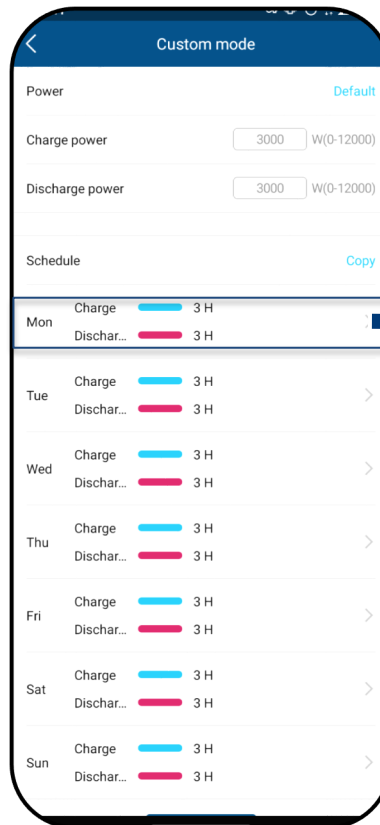 Custom mode
Power Default
Charge power 3000 W(0-12000)
Discharge power 3000 W(0-12000)
Schedule Copy
Charge 3 H
Mon
Dischar... 3 H
Charge 3 H
Tue
Dischar... 3 H
Charge 3 H
Wed
Dischar... 3 H
Charge 3 H
Thu
Dischar... 3 H
Charge 3 H
Fri
Dischar... 3 H
Charge 3 H
Sat
Dischar... 3 H
Charge 3 H
Sun
Dischar... 3 H